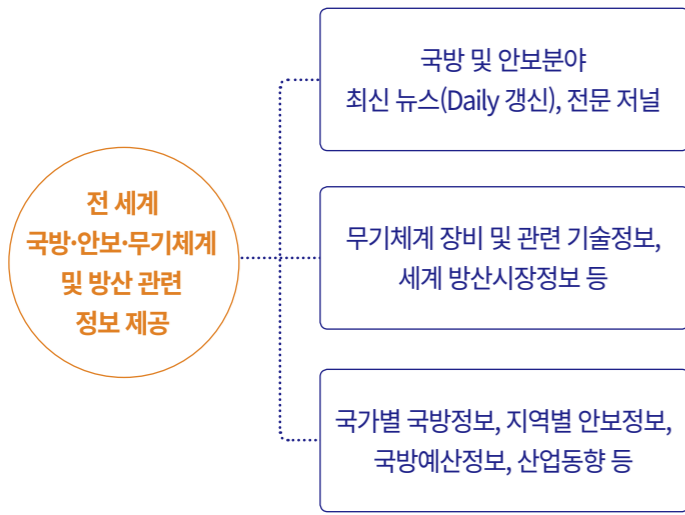 전 세계
국방·안보·무기체계
및 방산 관련
정보 제공
국방 및 안보분야
최신 뉴스(Daily 갱신), 전문 저널
무기체계 장비 및 관련 기술정보,
세계 방산시장정보 등
국가별 국방정보, 지역별 안보정보,
국방예산정보, 산업동향 등